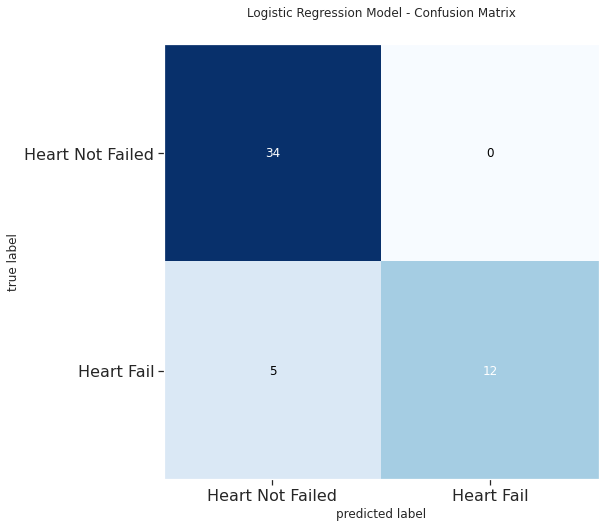 Logistic Regression Model - Confusion Matrix
Heart Not Failed
34
0
true label
Heart Fail
5
12
Heart Not Failed
Heart Fail
predicted label